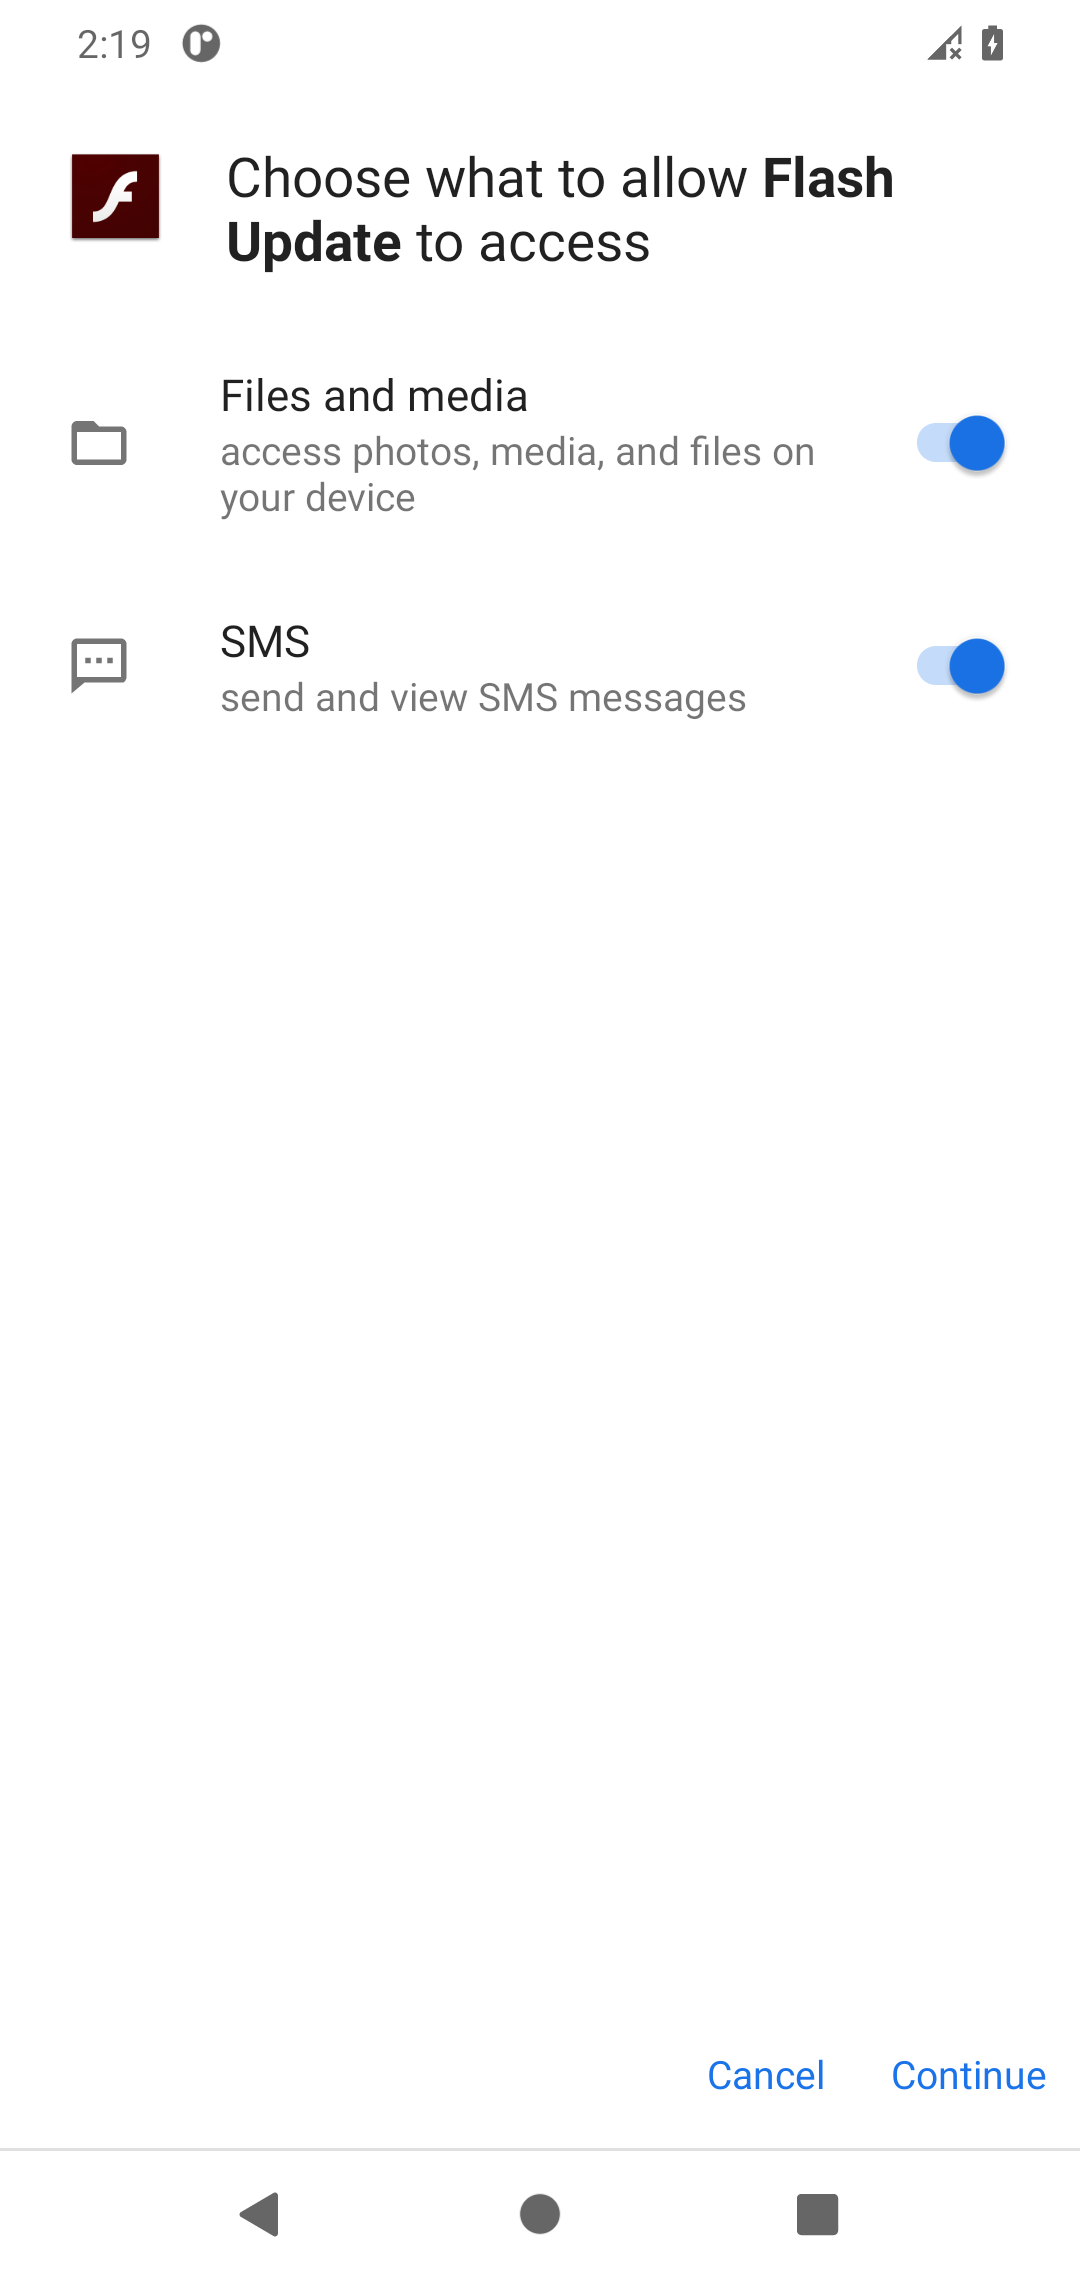 2:19
Choose what to allow Flash
Update to access
Files and media
access photos, media, and files on
your device
SMS
send and view SMS messages
Cancel
Continue